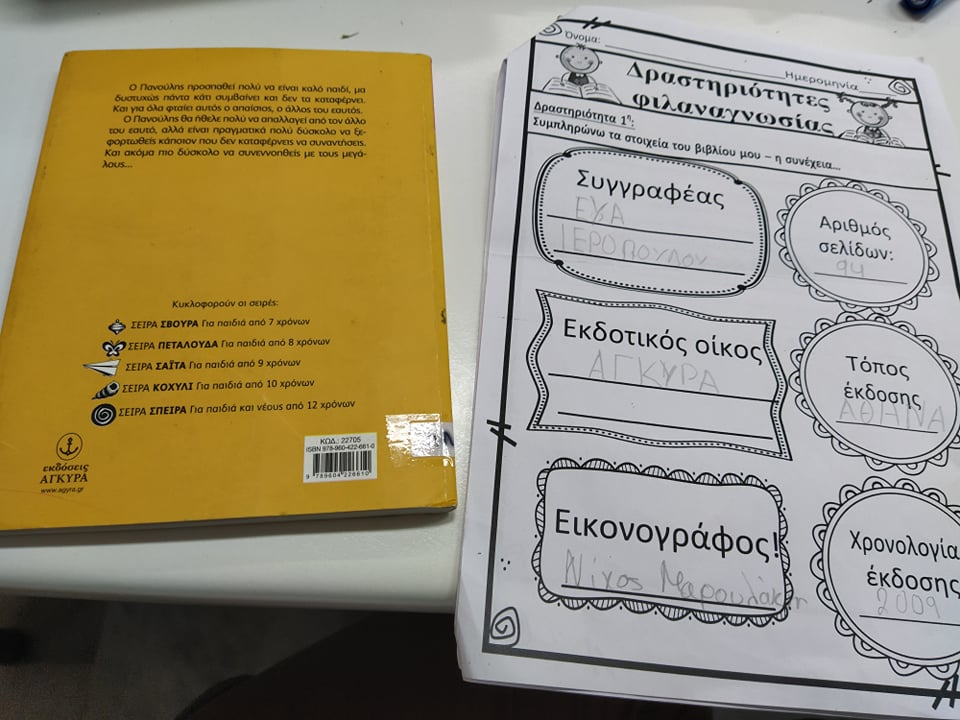 Ο Πανούλης προσπαθεί πολύ να είναι καλό παιδί, μα
δυστυχώς πάντα κάτι συμβαίνει και δεν τα καταφέρνει.
Και για όλα φταίει αυτός ο απαίσιος, ο άλλος του εαυτός.
Ο Πανούλης θα ήθελε πολύ να απαλλαγεί από τον άλλο
του εαυτό, αλλά είναι πραγματικά πολύ δύσκολο να ξε-
φορτωθείς κάποιον που δεν καταφέρνεις να συναντήσεις.
Και ακόμα πιο δύσκολο να συνεννοηθείς με τους μεγά-
λους...
Κυκλοφορούν οι σειρές:
ΣΕΙΡΑ ΣΒΟΥΡΑ Για παιδιά από 7 χρόνων
ΣΕΙΡΑ ΠΕΤΑΛΟΥΔΑ Για παιδιά από 8 χρόνων
ΣΕΙΡΑ ΣΑΪΤΑ Για παιδιά από 9 χρόνων
ΣΕΙΡΑ ΚΟΧΥΛΙ Για παιδιά από 10 χρόνων
ΣΕΙΡΑ ΣΠΕΙΡΑ Για παιδιά και νέους από 12 χρόνων
εκδόσεις
ΑΓΚΥΡΑ
www.agyra.gr
ΚΩΔ.: 22705
ISBN 978-960-422-661-0
9 789604 226610
Όνομα:
Ημερομηνία
Δραστηριότητες
φιλαναγνωσίας
Δραστηριότητα 1η:
Συμπληρώνω τα στοιχεία του βιβλίου μου – η συνέχεια...
Συγγραφέας
ΕΥΑ
ΙΕΡΟΠΟΥΛΟΥ
Αριθμός
σελίδων:
94
Εκδοτικός οίκος
ΑΓΚΥΡΑ
Τόπος
έκδοσης
ΑΘΗΝΑ
Εικονογράφος!
Νίκος
Χρονολογία
έκδοσης
2009